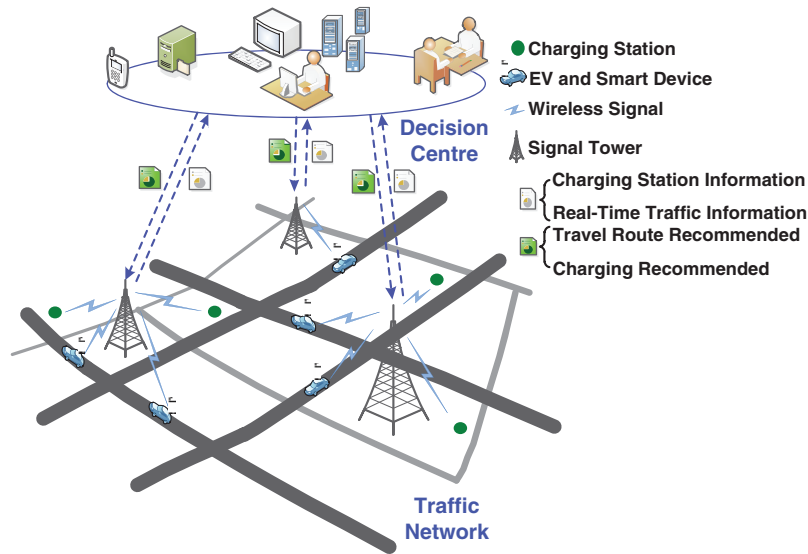 Charging Station
EV and Smart Device
Wireless Signal
Decision
Centre
Signal Tower
Charging Station Information
Real-Time Traffic Information
Travel Route Recommended
Charging Recommended
Traffic
Network